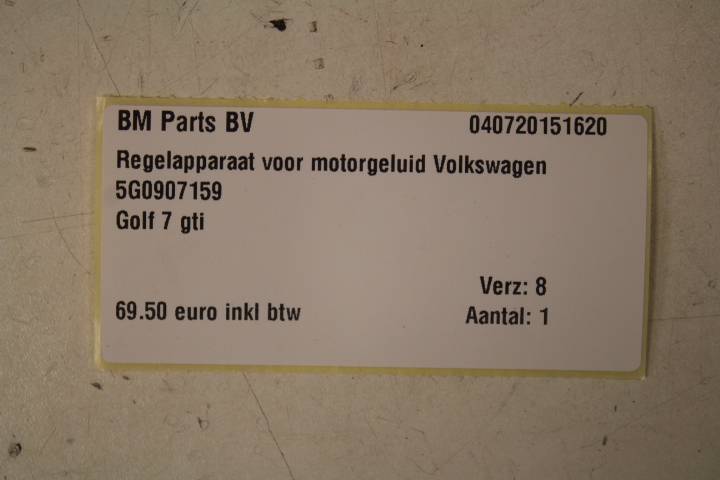 BM Parts BV 040720151620
Regelapparaat voor motorgeluid Volkswagen
5G0907159
Golf 7 gti
Verz: 8
69.50 euro inkl btw Aantal: 1